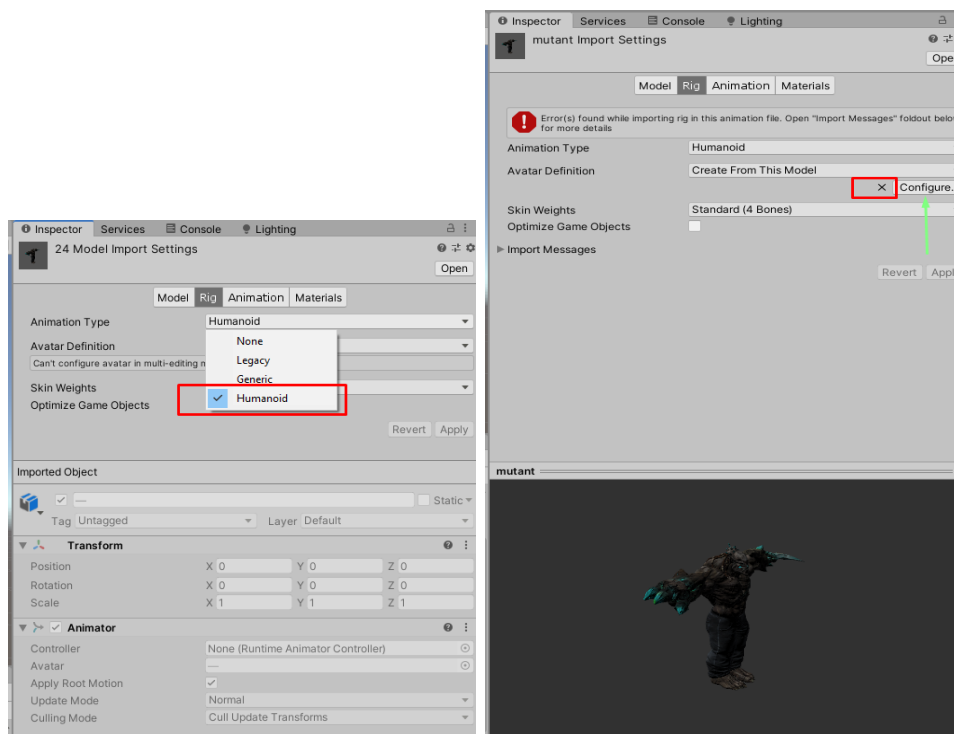 Inspector Services Console Lighting
24 Model Import Settings
Open
Model Rig Animation Materials
Animation Type Humanoid
None
Avatar Definition
Legacy
Can't configure avatar in multi-editing
Generic
Skin Weights
Humanoid
Optimize Game Objects
Revert Apply
Imported Object
Static
Tag Untagged Layer Default
Transform
Position X 0 Y 0 Z 0
Rotation X 0 Y 0 Z 0
Scale X 1 Y 1 Z 1
Animator
Controller None (Runtime Animator Controller)
Avatar —
Apply Root Motion
Update Mode Normal
Culling Mode Cull Update Transforms
Inspector Services Console Lighting
mutant Import Settings
Ope
Model Rig Animation Materials
Error(s) found while importing rig in this animation file. Open "Import Messages" foldout belo
for more details
Animation Type Humanoid
Avatar Definition Create From This Model
Configure.
Skin Weights Standard (4 Bones)
Optimize Game Objects
Import Messages
Revert Appl
mutant